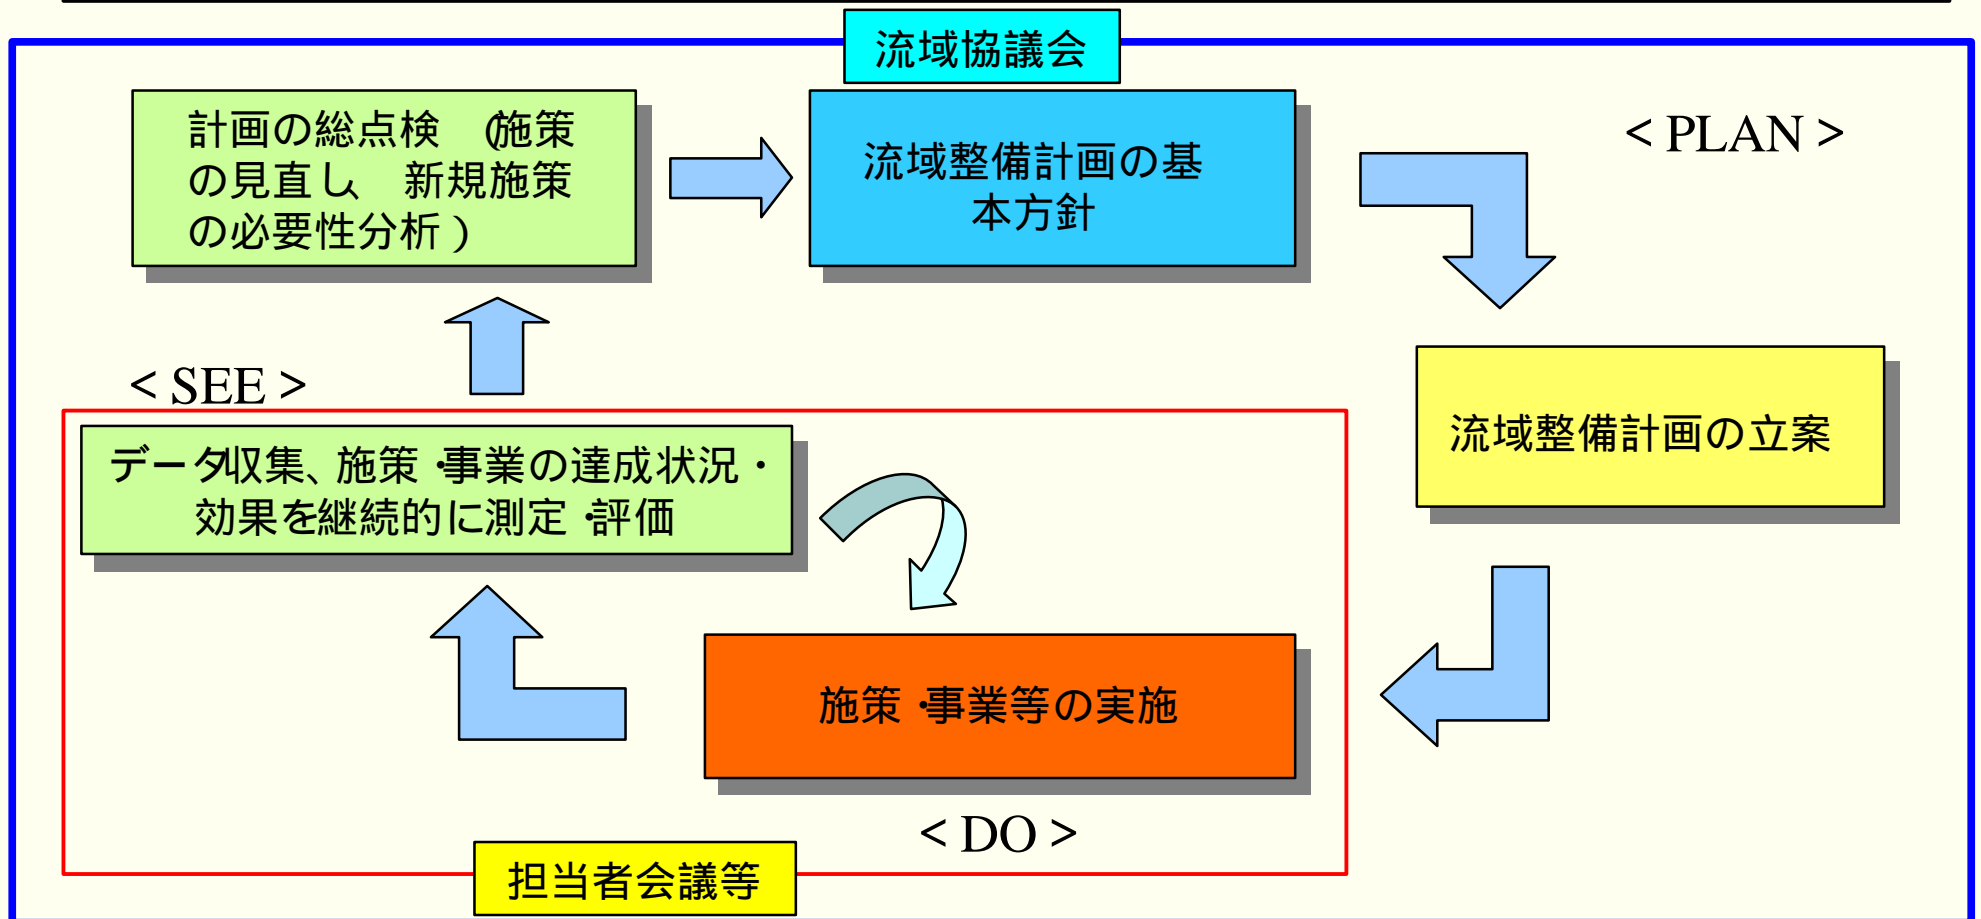 流域協議会
計画の総点検 (施策
の見直し、 新規施策
の必要性分析)
流域整備計画の基
本方針
< PLAN >
< SEE >
流域整備計画の立案
データ収集、施策・事業の達成状況・
効果を継続的に測定・評価
施策・事業等の実施
< DO >
担当者会議等